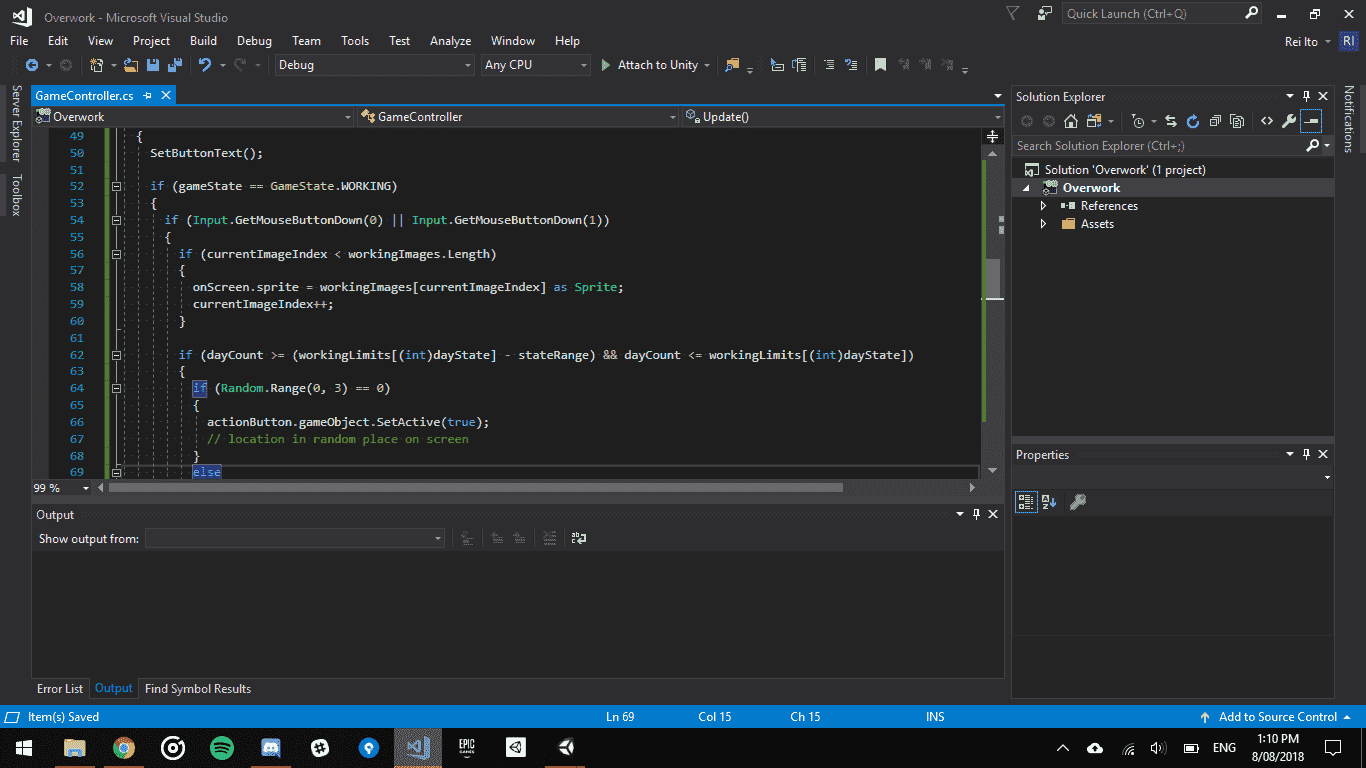 Overwork - Microsoft Visual Studio
Quick Launch (Ctrl+Q)
File Edit View Project Build Debug Team Tools Test Analyze Window Help
Rei Ito RI
Debug Any CPU Attach to Unity
Server Explorer
Toolbox
GameController.cs
Overwork GameController Update()
49 {
50 SetButtonText();
51
52 if (gameState == GameState.WORKING)
53 {
54 if (Input.GetMouseButtonDown(0) || Input.GetMouseButtonDown(1))
55 {
56 if (currentImageIndex < workingImages.Length)
57 {
58 onScreen.sprite = workingImages[currentImageIndex] as Sprite;
59 currentImageIndex++;
60 }
61
62 if (dayCount >= (workingLimits[(int)dayState] - stateRange) && dayCount <= workingLimits[(int)dayState])
63 {
64 if (Random.Range(0, 3) == 0)
65 {
66 actionButton.gameObject.SetActive(true);
67 // location in random place on screen
68 }
69 else
99 %
Output
Show output from:
Error List Output Find Symbol Results
Solution Explorer
Search Solution Explorer (Ctrl+;)
Solution 'Overwork' (1 project)
Overwork
References
Assets
Properties
Notifications
Item(s) Saved Ln 69 Col 15 Ch 15 INS Add to Source Control
EPIC
GAMES
ENG
1:10 PM
8/08/2018